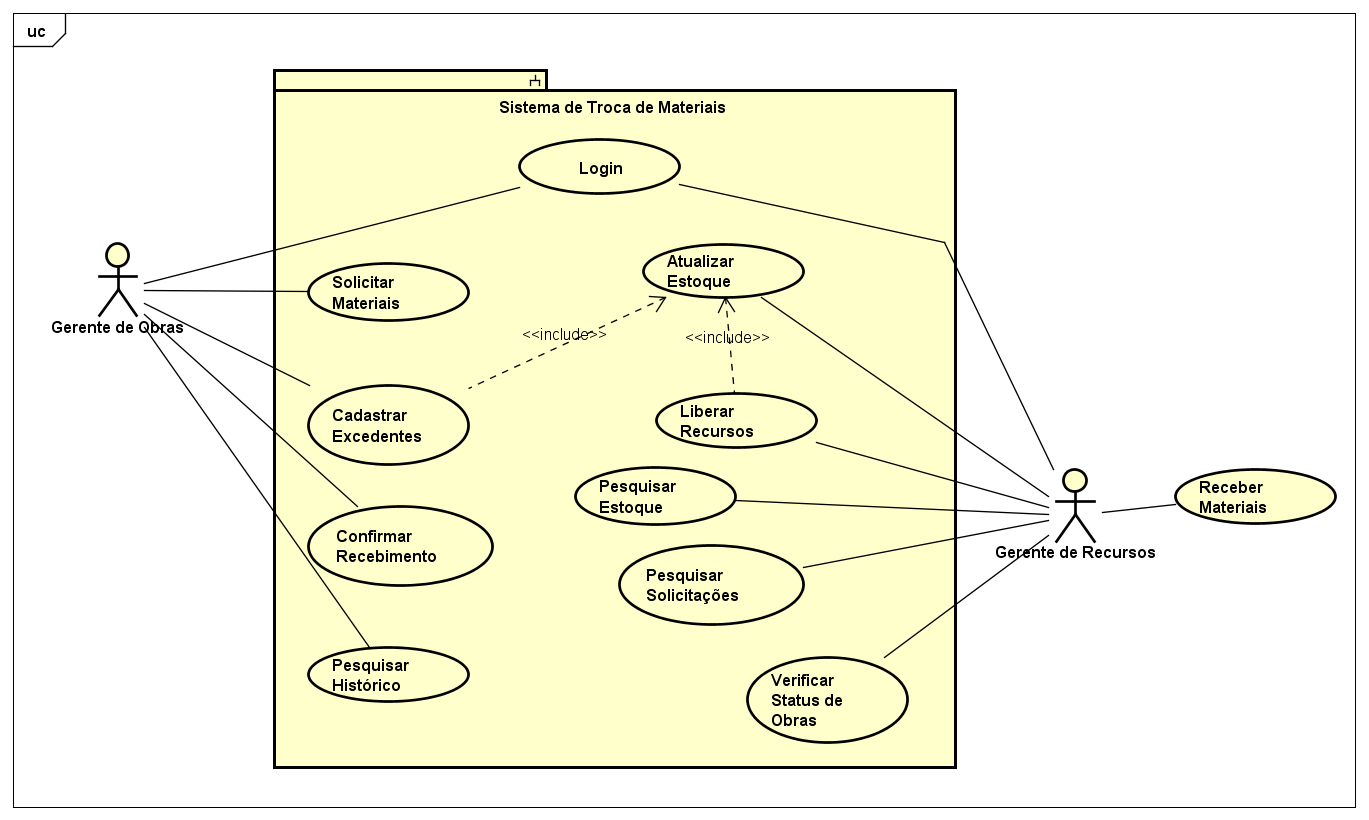 uc
Sistema de Troca de Materiais
Login
Solicitar
Materiais
Atualizar
Estoque
Gerente de Obras
<<include>>
<<include>>
Cadastrar
Excedentes
Liberar
Recursos
Pesquisar
Estoque
Receber
Materiais
Confirmar
Recebimento
Gerente de Recursos
Pesquisar
Solicitações
Pesquisar
Histórico
Verificar
Status de
Obras